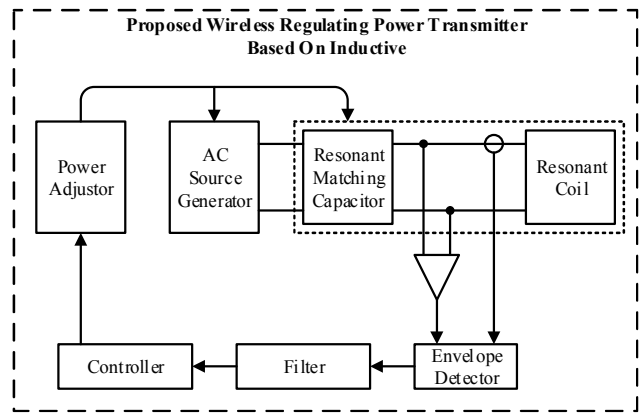 Proposed Wireless Regulating Power Transmitter
Based On Inductive
Power
Adjustor
AC
Source
Generator
Resonant
Matching
Capacitor
Resonant
Coil
Controller
Filter
Envelope
Detector